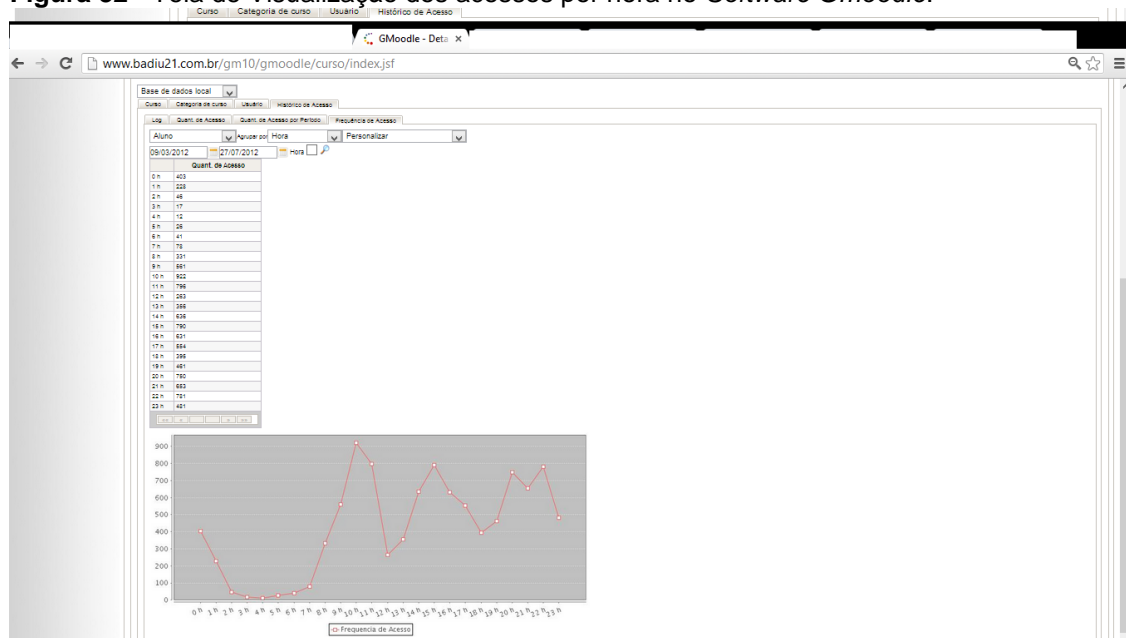 Figura 32 - Tela de Visualização dos acessos por hora no Software Gmoodle.
Curso Categoria de curso Usuário Histórico de Acesso
GMoodle - Deta ×
www.badiu21.com.br/gm10/gmoodle/curso/index.jsf
Base de dados local
Curso Categoria de curso Usuário Histórico de Acesso
Log Quant. de Acesso Quant. de Acesso por Período Frequência de Acesso
Aluno Agrupar por Hora Personalizar
09/03/2012 27/07/2012 Hora
Quant. de Acesso
0 h 403
1 h 228
2 h 46
3 h 17
4 h 12
5 h 26
6 h 41
7 h 78
8 h 331
9 h 561
10 h 922
11 h 796
12 h 263
13 h 356
14 h 636
15 h 790
16 h 631
17 h 554
18 h 395
19 h 461
20 h 750
21 h 653
22 h 781
23 h 481
900
800
700
600
500
400
300
200
100
0
0 h 1 h 2 h 3 h 4 h 5 h 6 h 7 h 8 h 9 h 10 h 11 h 12 h 13 h 14 h 15 h 16 h 17 h 18 h 19 h 20 h 21 h 22 h 23 h
Frequencia de Acesso